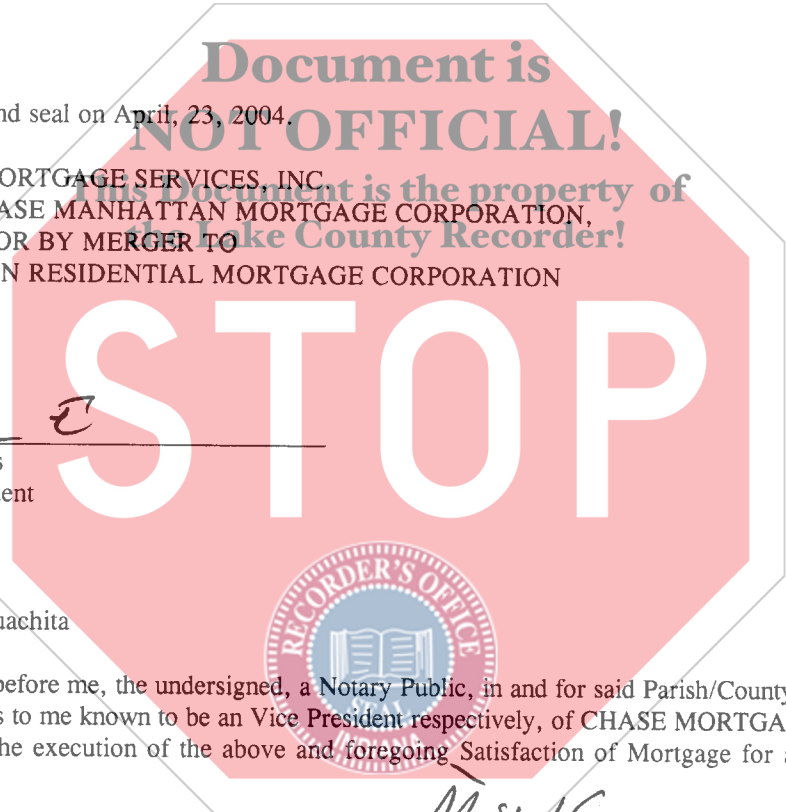 Document is
nd seal on April, 23, 2004.
NOT OFFICIAL!
ORTGAGE SERVICES, INC.
This Document is the property of
ASE MANHATTAN MORTGAGE CORPORATION,
OR BY MERGER TO
the Lake County Recorder!
N RESIDENTIAL MORTGAGE CORPORATION
STOP
s
ent
RECORDER'S OFFICE
uachita
SEAL
INDIANA
before me, the undersigned, a Notary Public, in and for said Parish/County
s to me known to be an Vice President respectively, of CHASE MORTGA
he execution of the above and foregoing Satisfaction of Mortgage for a